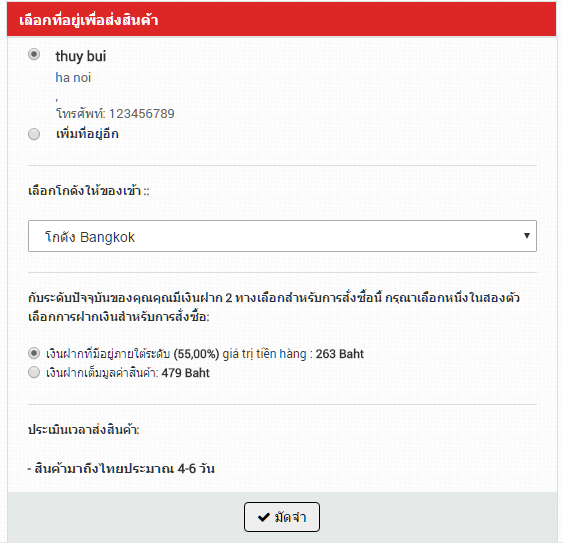 เลือกที่อยู่เพื่อส่งสินค้า
thuy bui
ha noi
,
โทรศัพท์: 123456789
เพิ่มที่อยู่อีก
เลือกโกดังให้ของเข้า ::
โกดัง Bangkok
กับระดับปัจจุบันของคุณคุณมีเงินฝาก 2 ทางเลือกสำหรับการสั่งซื้อนี้ กรุณาเลือกหนึ่งในสองตัว
เลือกการฝากเงินสำหรับการสั่งซื้อ:
เงินฝากที่มีอยู่ภายใต้ระดับ (55,00%) giá trị tiền hàng : 263 Baht
เงินฝากเต็มมูลค่าสินค้า: 479 Baht
ประเมินเวลาส่งสินค้า:
- สินค้ามาถึงไทยประมาณ 4-6 วัน
มัดจำ